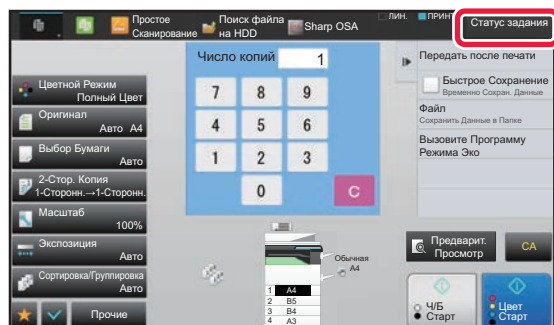 Простое
Сканирование
Поиск файла
на HDD
Sharp OSA
ЛИН.
ПРИНТ
Статус задания
Число копий
1
7 8 9
4 5 6
1 2 3
0 C
Цветной Режим
Полный Цвет
Оригинал
Авто A4
Выбор Бумаги
Авто
2-Стор. Копия
1-Сторонн.→1-Сторонн.
Масштаб
100%
Экспозиция
Авто
Сортировка/Группировка
Авто
Прочие
Обычная
A4
1 A4
2 B5
3 B4
4 A3
Передать после печати
Быстрое Сохранение
Временно Сохран. Данные
Файл
Сохранить Данные в Папке
Вызовите Программу
Режима Эко
Предварит.
Просмотр
CA
Ч/Б
Старт
Цвет
Старт